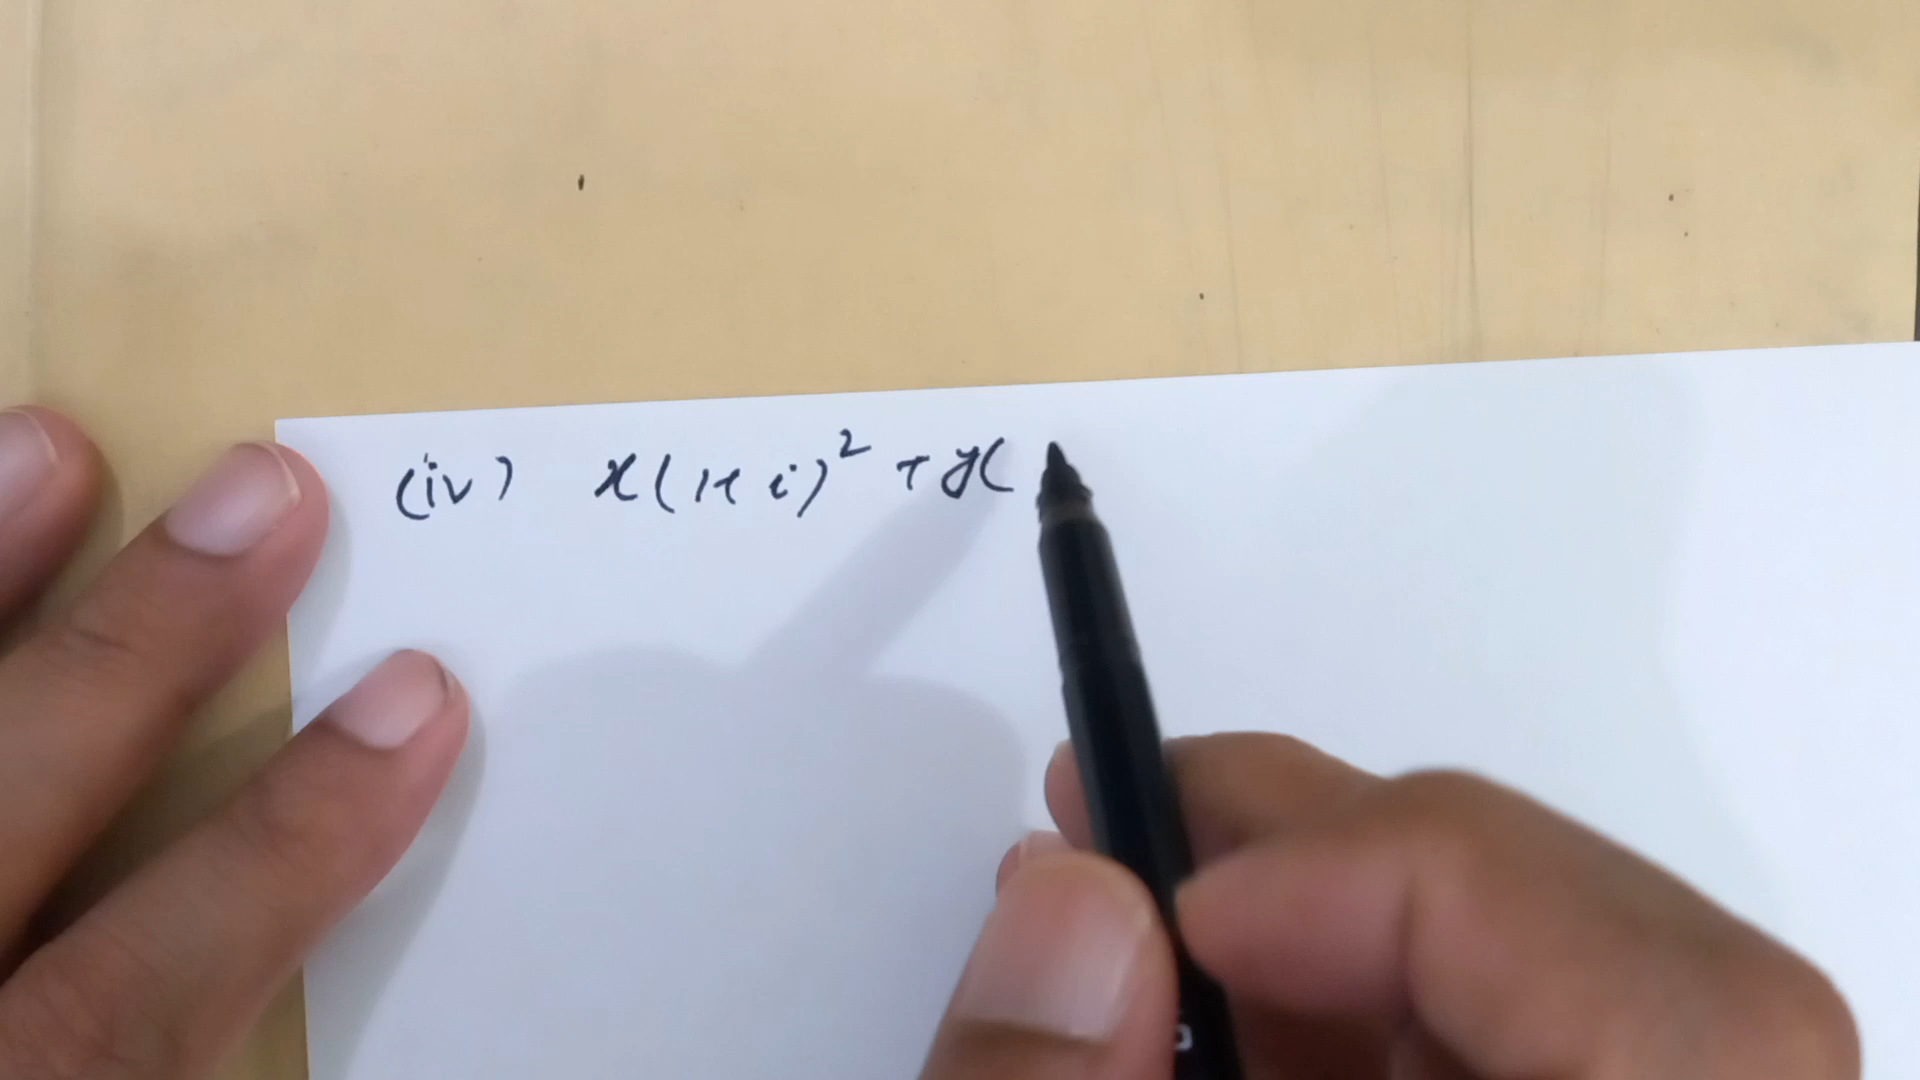 (iv) x(1+i)² + y(